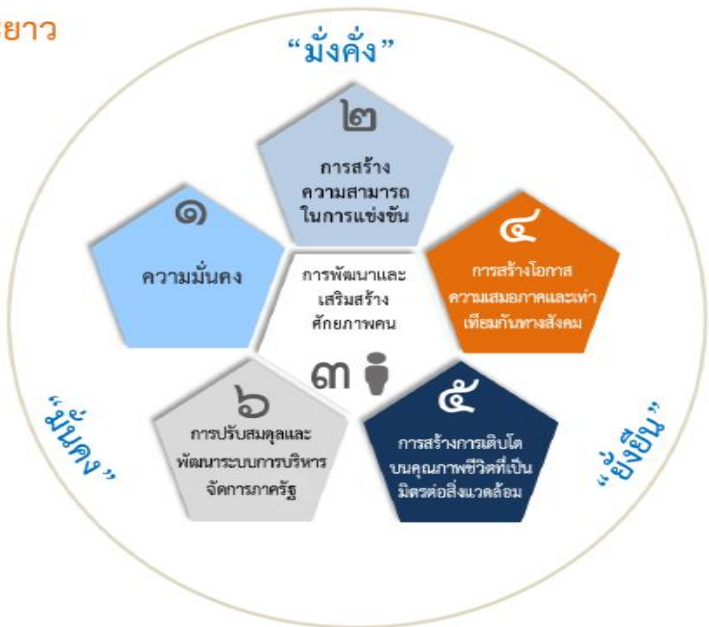 ยาว
“มั่งคั่ง”
๒
การสร้าง
ความสามารถ
ในการแข่งขัน
๑
ความมั่นคง
การพัฒนาและ
เสริมสร้าง
ศักยภาพคน
๓
๔
การสร้างโอกาส
ความเสมอภาคและเท่า
เทียมกันทางสังคม
๖
การปรับสมดุลและ
พัฒนาระบบการบริหาร
จัดการภาครัฐ
๕
การสร้างการเติบโต
บนคุณภาพชีวิตที่เป็น
มิตรต่อสิ่งแวดล้อม
“มั่นคง”
“ยั่งยืน”